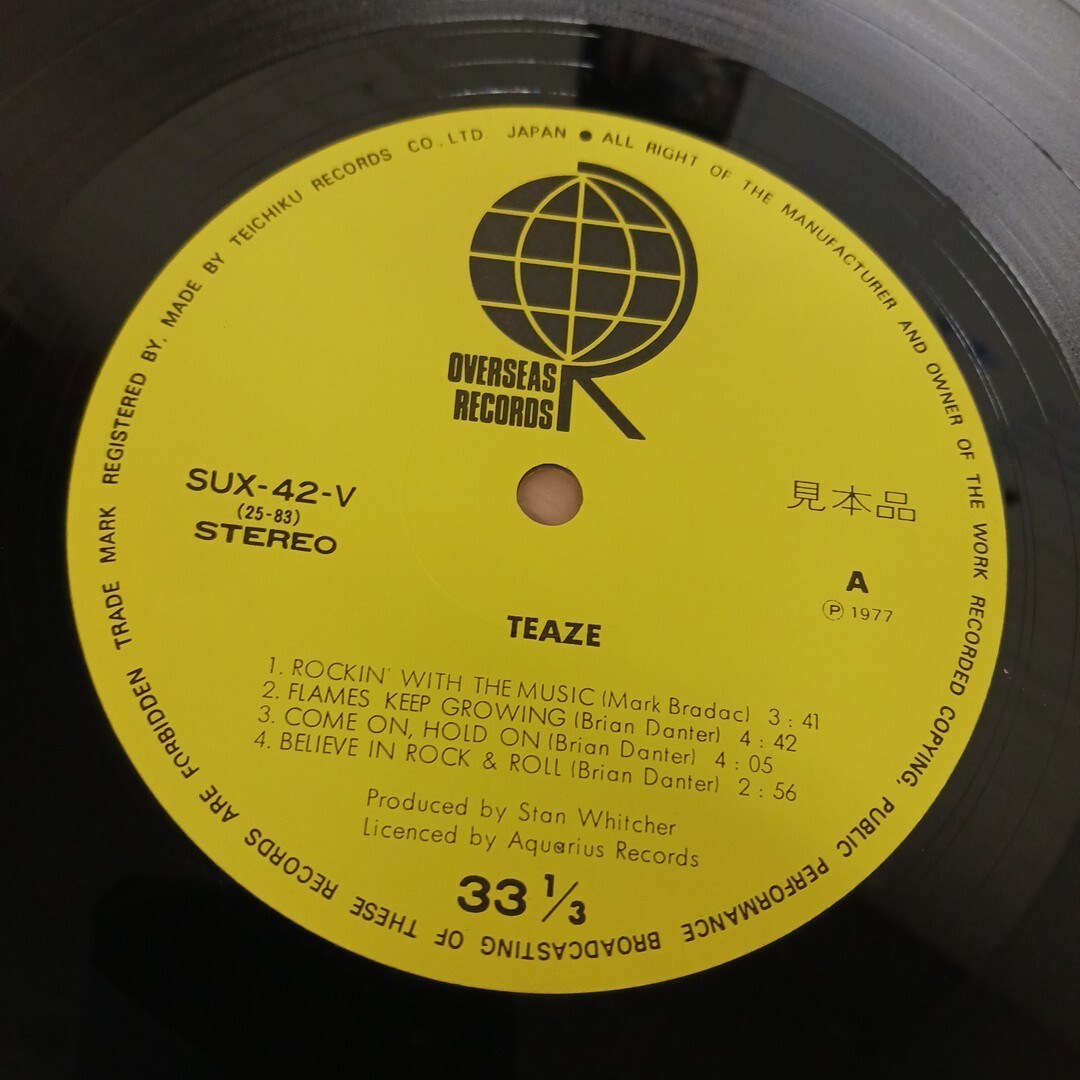 TRADE MARK REGISTERED BY. MADE BY TEICHIKU RECORDS CO., LTD. JAPAN ● ALL RIGHT OF THE MANUFACTURER AND OWNER OF THE WORK RECORDED COPYING, PUBLIC PERFORMANCE BROADCASTING OF THESE RECORDS ARE FORBIDDEN
R
OVERSEAS
RECORDS
SUX-42-V
(25-83)
STEREO
見本品
A
Ⓟ 1977
TEAZE
1. ROCKIN' WITH THE MUSIC (Mark Bradac) 3:41
2. FLAMES KEEP GROWING (Brian Danter) 4:42
3. COME ON, HOLD ON (Brian Danter) 4:05
4. BELIEVE IN ROCK & ROLL (Brian Danter) 2:56
Produced by Stan Whitcher
Licenced by Aquarius Records
33 1/3